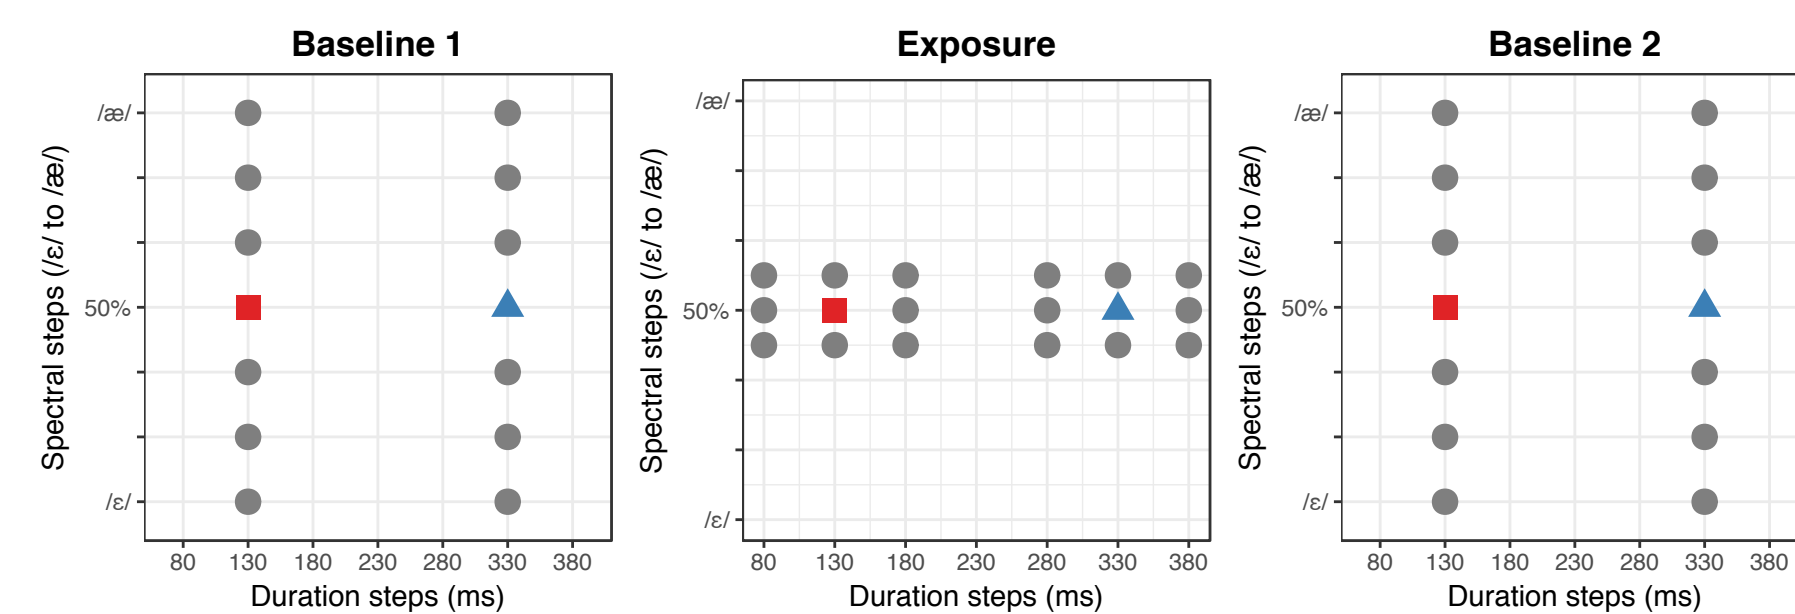 Baseline 1
Spectral steps (/ɛ/ to /æ/)
/æ/
50%
/ɛ/
80 130 180 230 280 330 380
Duration steps (ms)
Exposure
Spectral steps (/ɛ/ to /æ/)
/æ/
50%
/ɛ/
80 130 180 230 280 330 380
Duration steps (ms)
Baseline 2
Spectral steps (/ɛ/ to /æ/)
/æ/
50%
/ɛ/
80 130 180 230 280 330 380
Duration steps (ms)